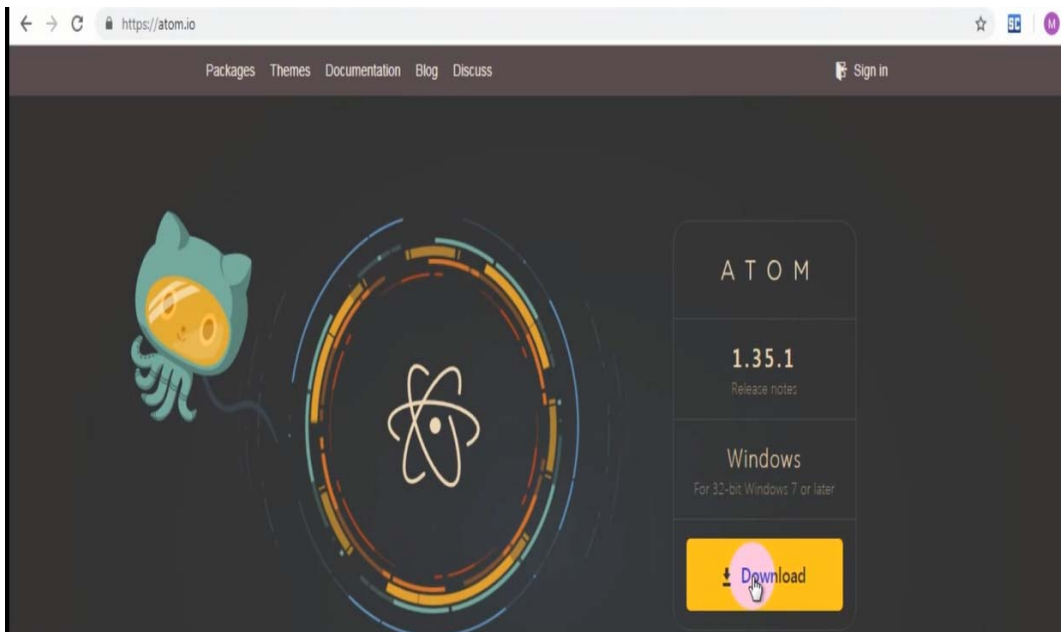 https://atom.io
SC
M
Packages Themes Documentation Blog Discuss
Sign in
ATOM
1.35.1
Release notes
Windows
For 32-bit Windows 7 or later
Download